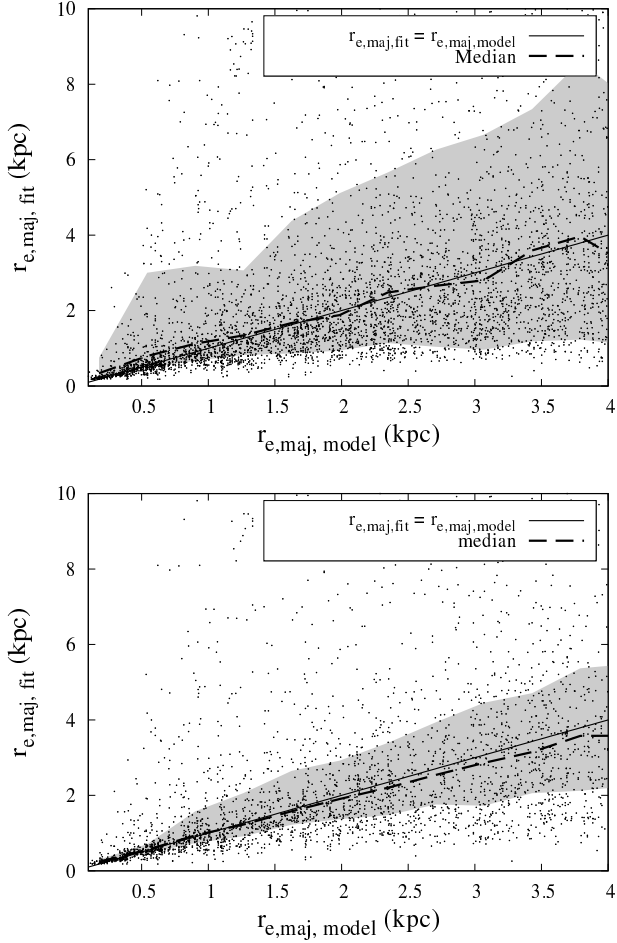 10
8
6
4
2
0
r_e,maj, fit (kpc)
r_e,maj,fit = r_e,maj,model
Median
0.5 1 1.5 2 2.5 3 3.5 4
r_e,maj, model (kpc)
10
8
6
4
2
0
r_e,maj, fit (kpc)
r_e,maj,fit = r_e,maj,model
median
0.5 1 1.5 2 2.5 3 3.5 4
r_e,maj, model (kpc)